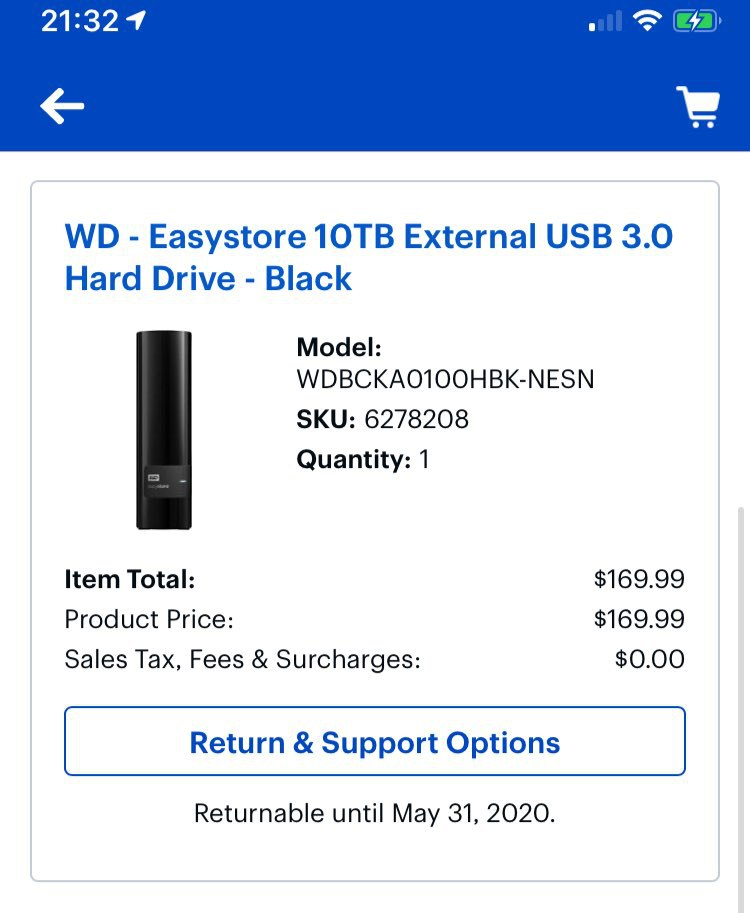 21:32
WD - Easystore 10TB External USB 3.0
Hard Drive - Black
Model:
WDBCKA0100HBK-NESN
SKU: 6278208
Quantity: 1
WD
easystore
Item Total: $169.99
Product Price: $169.99
Sales Tax, Fees & Surcharges: $0.00
Return & Support Options
Returnable until May 31, 2020.